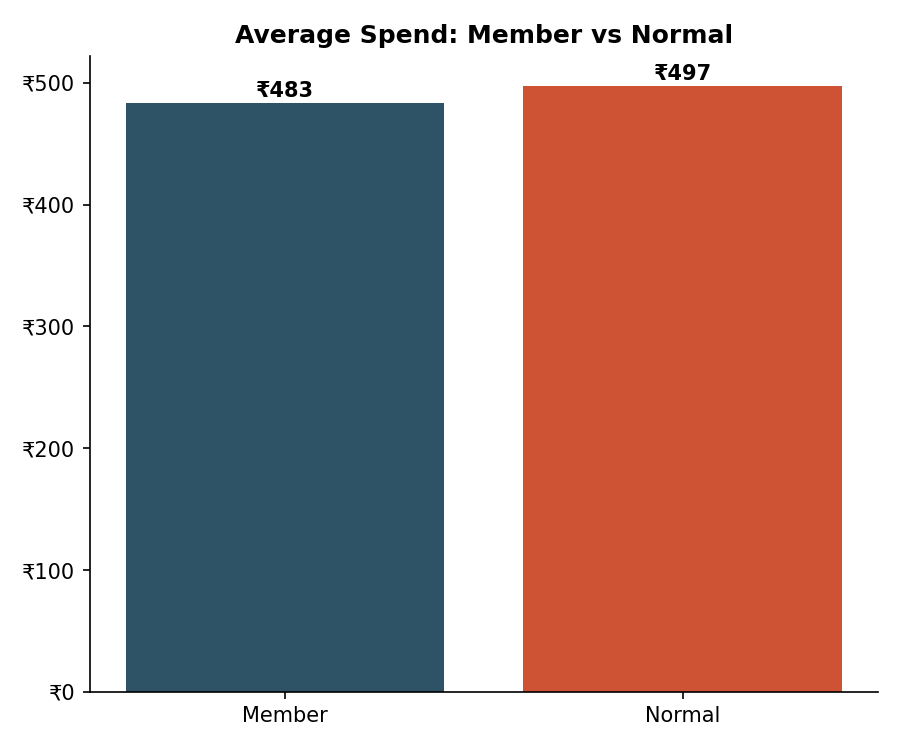 Average Spend: Member vs Normal
₹500
₹483
₹497
₹400
₹300
₹200
₹100
₹0
Member
Normal